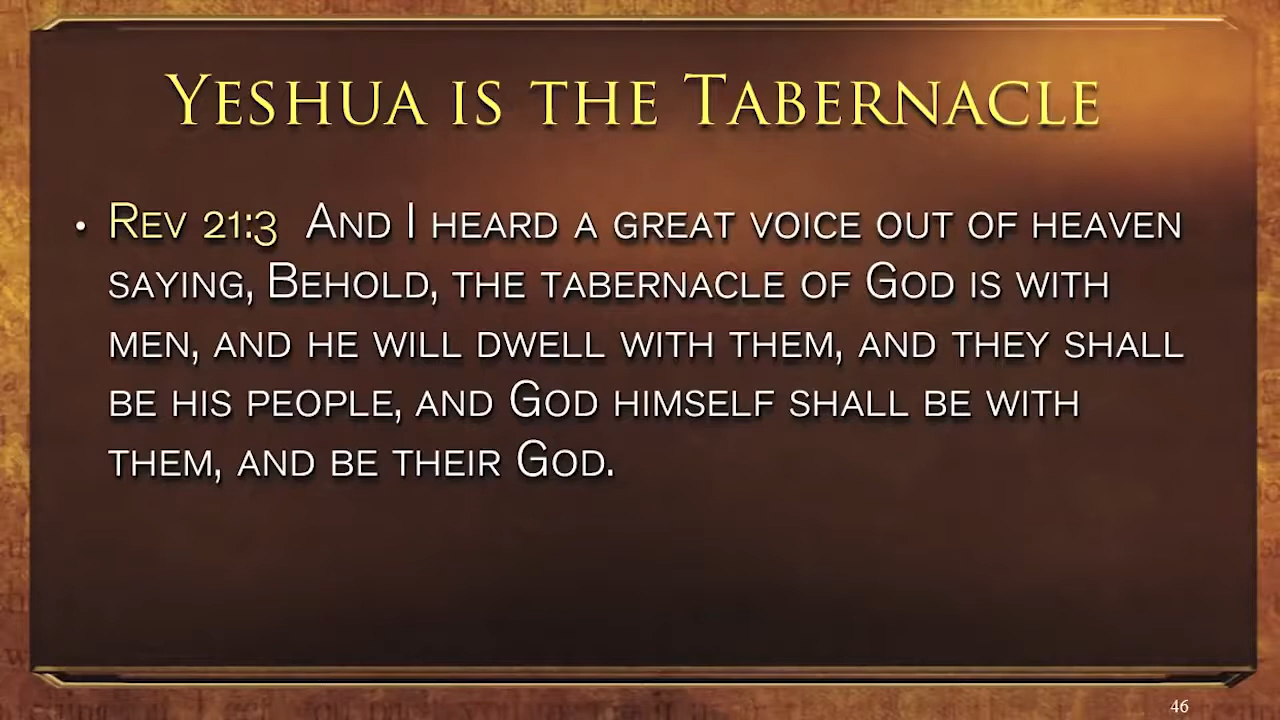 Yeshua is the Tabernacle
• Rev 21:3 And I heard a great voice out of heaven
saying, Behold, the tabernacle of God is with
men, and he will dwell with them, and they shall
be his people, and God himself shall be with
them, and be their God.
46